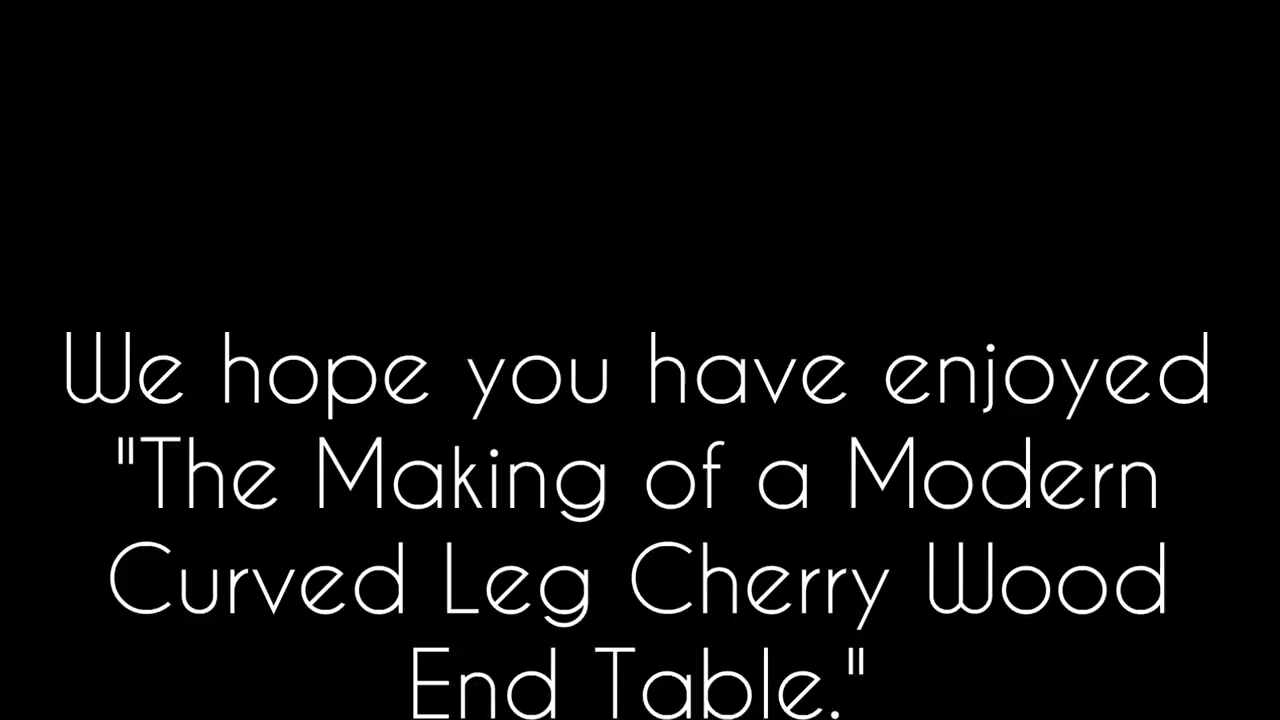 We hope you have enjoyed
"The Making of a Modern
Curved Leg Cherry Wood
End Table."